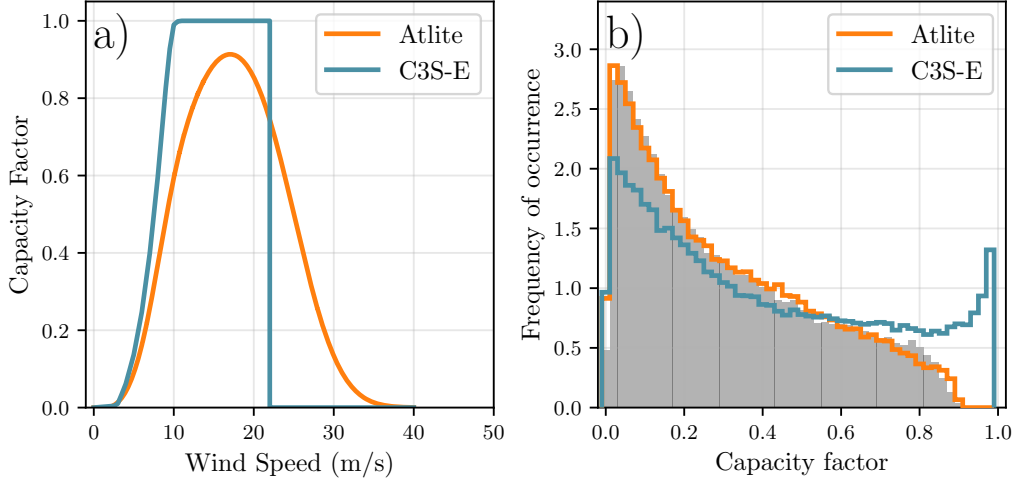 a)
Atlite
C3S-E
Capacity Factor
1.0
0.8
0.6
0.4
0.2
0.0
0
10
20
30
40
50
Wind Speed (m/s)
b)
Atlite
C3S-E
Frequency of occurrence
3.0
2.5
2.0
1.5
1.0
0.5
0.0
0.0
0.2
0.4
0.6
0.8
1.0
Capacity factor